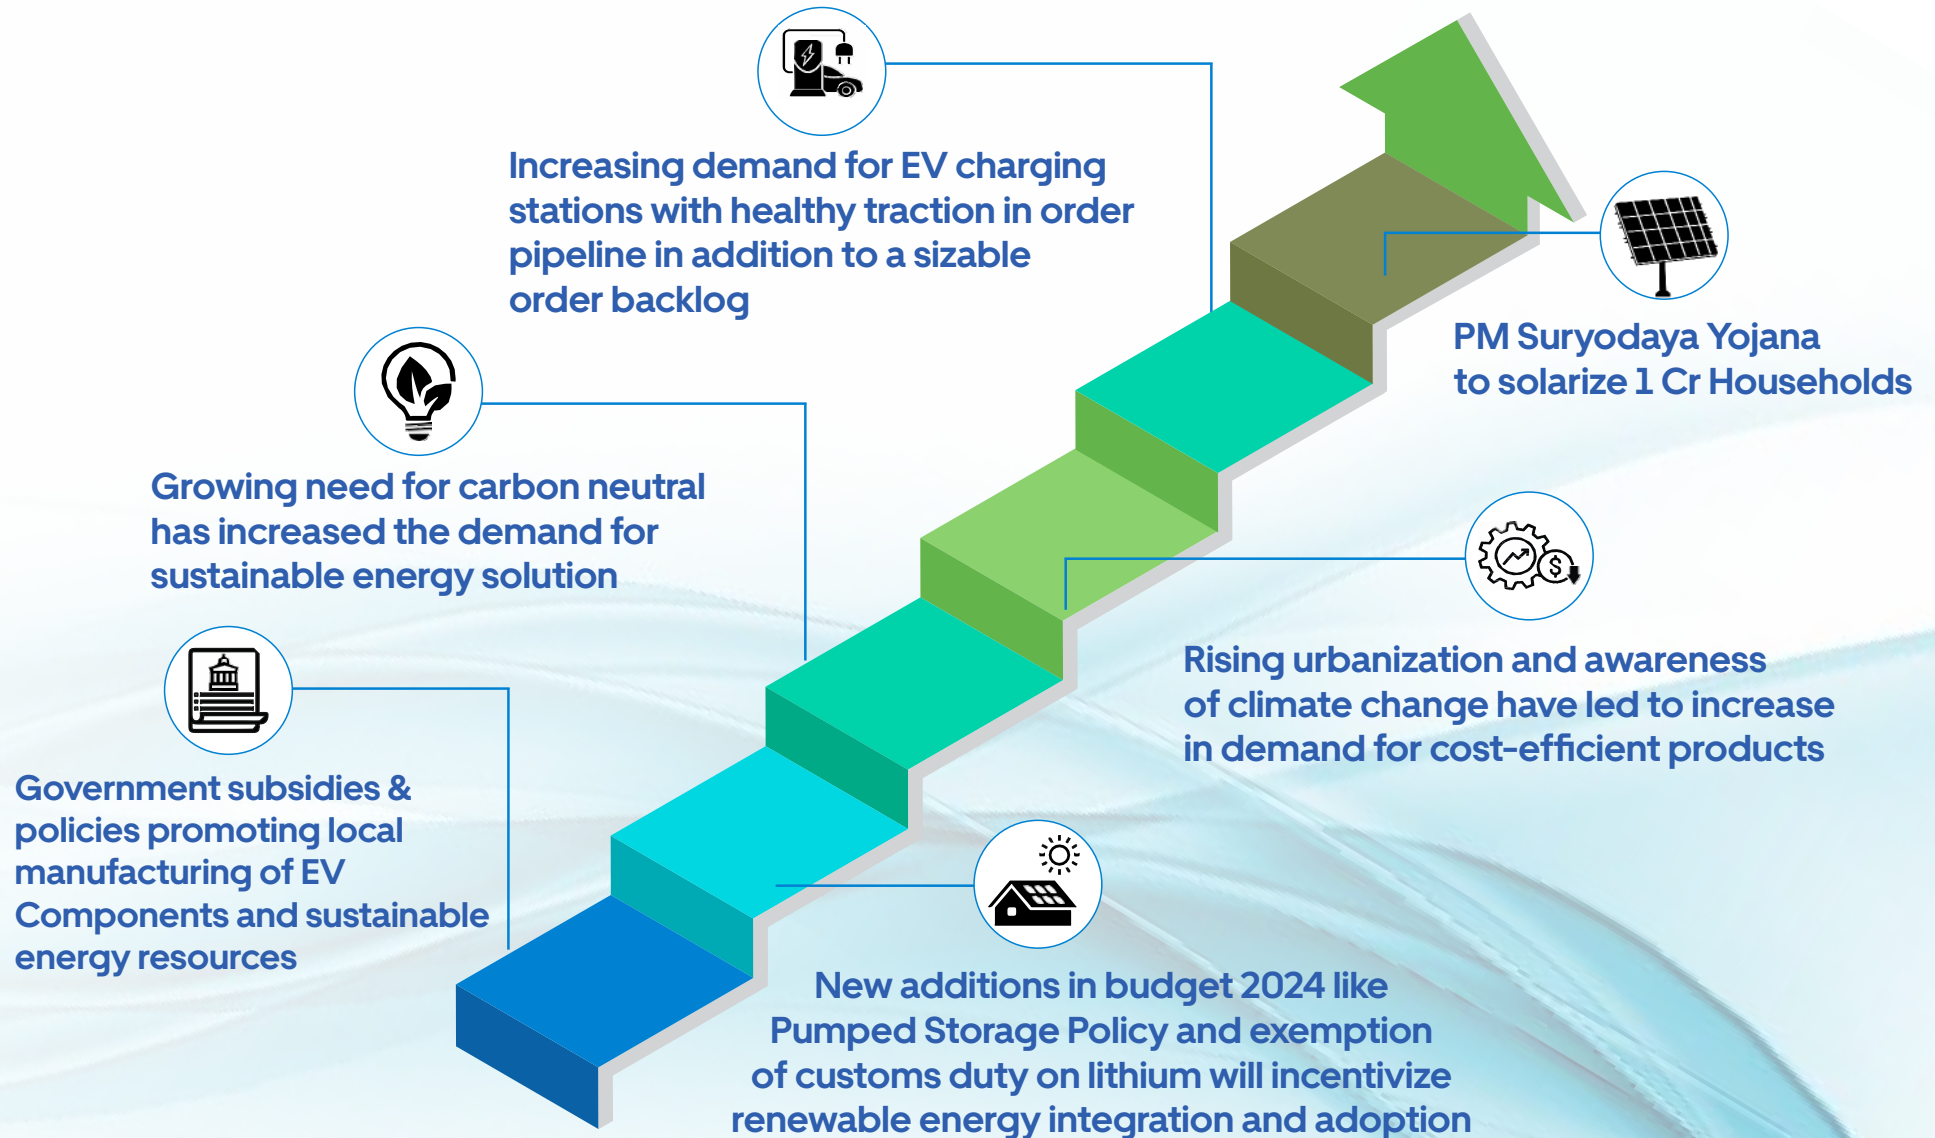 Increasing demand for EV charging
stations with healthy traction in order
pipeline in addition to a sizable
order backlog
PM Suryodaya Yojana
to solarize 1 Cr Households
Growing need for carbon neutral
has increased the demand for
sustainable energy solution
Rising urbanization and awareness
of climate change have led to increase
in demand for cost-efficient products
Government subsidies &
policies promoting local
manufacturing of EV
Components and sustainable
energy resources
New additions in budget 2024 like
Pumped Storage Policy and exemption
of customs duty on lithium will incentivize
renewable energy integration and adoption